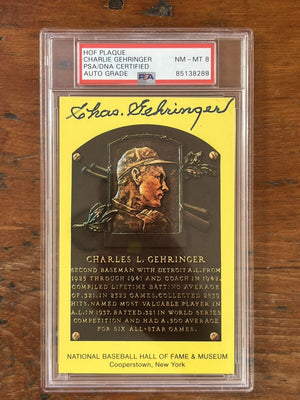 HOF PLAQUE
CHARLIE GEHRINGER NM - MT 8
PSA/DNA CERTIFIED
AUTO GRADE PSA 85138288
Chas. Gehringer
CHARLES L. GEHRINGER
SECOND BASEMAN WITH DETROIT A.L. FROM
1925 THROUGH 1941 AND COACH IN 1942.
COMPILED LIFETIME BATTING AVERAGE
OF .321. IN 2323 GAMES, COLLECTED 2839
HITS. NAMED MOST VALUABLE PLAYER IN
A.L. IN 1937. BATTED .321 IN WORLD SERIES
COMPETITION AND HAD A .500 AVERAGE
FOR SIX ALL-STAR GAMES.
NATIONAL BASEBALL HALL OF FAME & MUSEUM
Cooperstown, New York